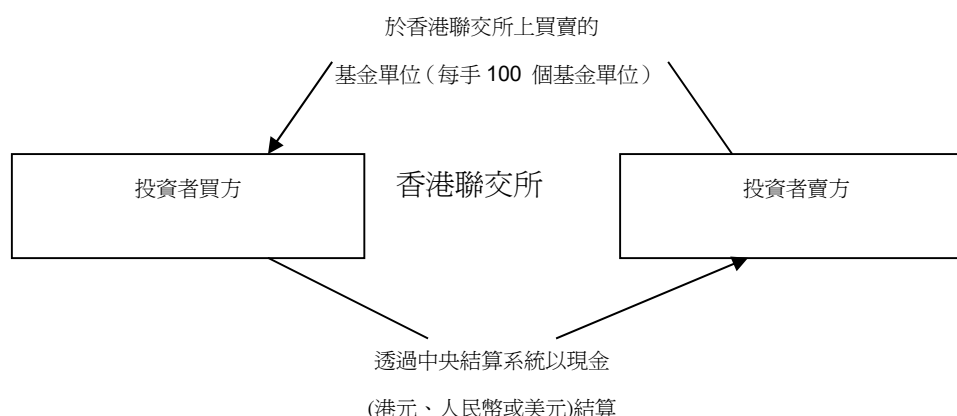 於香港聯交所上買賣的
基金單位（每手 100 個基金單位）
投資者買方
香港聯交所
投資者賣方
透過中央結算系統以現金
(港元、人民幣或美元)結算